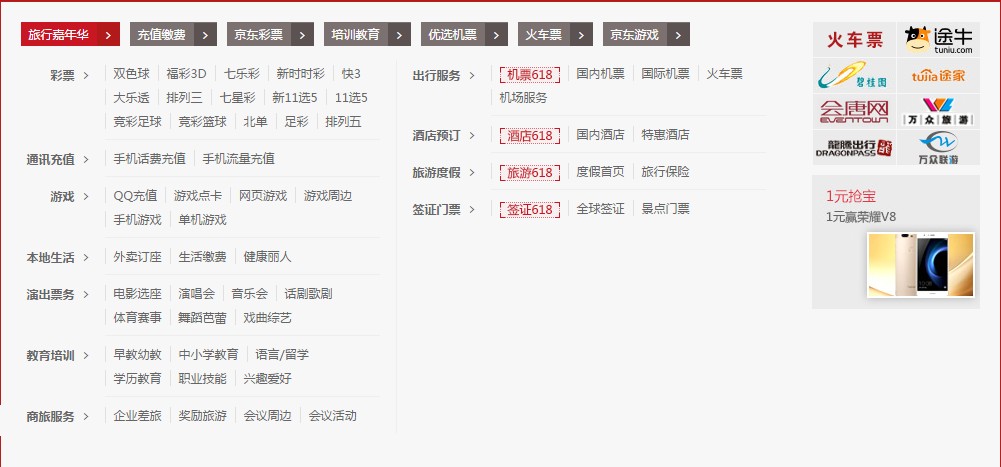 旅行嘉年华 充值缴费 京东彩票 培训教育 优选机票 火车票 京东游戏
彩票 双色球 福彩3D 七乐彩 新时时彩 快3
大乐透 排列三 七星彩 新11选5 11选5
竞彩足球 竞彩篮球 北单 足彩 排列五
通讯充值 手机话费充值 手机流量充值
游戏 QQ充值 游戏点卡 网页游戏 游戏周边
手机游戏 单机游戏
本地生活 外卖订座 生活缴费 健康丽人
演出票务 电影选座 演唱会 音乐会 话剧歌剧
体育赛事 舞蹈芭蕾 戏曲综艺
教育培训 早教幼教 中小学教育 语言/留学
学历教育 职业技能 兴趣爱好
商旅服务 企业差旅 奖励旅游 会议周边 会议活动
出行服务 机票618 国内机票 国际机票 火车票
机场服务
酒店预订 酒店618 国内酒店 特惠酒店
旅游度假 旅游618 度假首页 旅行保险
签证门票 签证618 全球签证 景点门票
火车票 途牛
tuniu.com
碧桂园 tujia途家
会唐网 万众旅游
EVENTOWN
龍騰出行 万众联游
DRAGONPASS
1元抢宝
1元赢荣耀V8